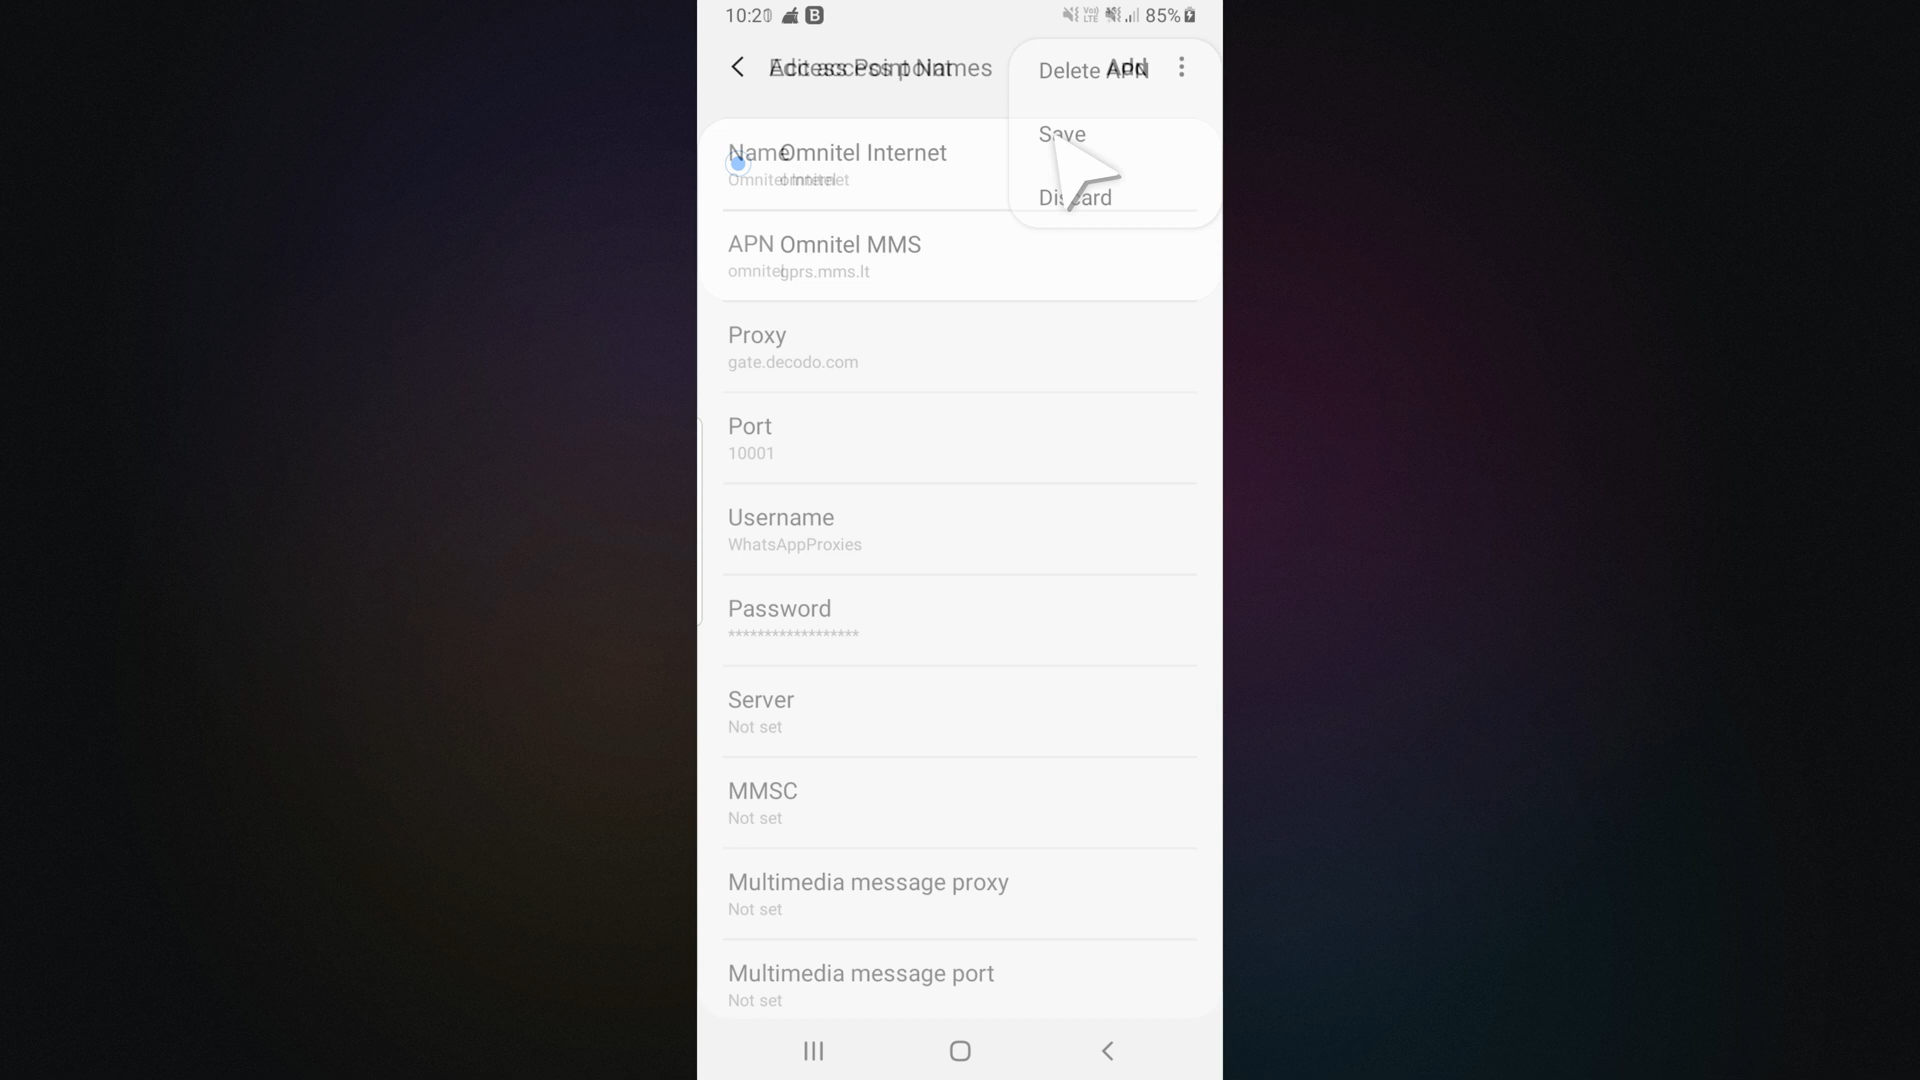 10:20
85%
Edit access point
Access Point Names
Add
Delete APN
Save
Discard
Name
Omnitel Internet
Omnitel Internet
omnitel
APN
omnitel
Omnitel MMS
gprs.mms.lt
Proxy
gate.decodo.com
Port
10001
Username
WhatsAppProxies
Password
******************
Server
Not set
MMSC
Not set
Multimedia message proxy
Not set
Multimedia message port
Not set